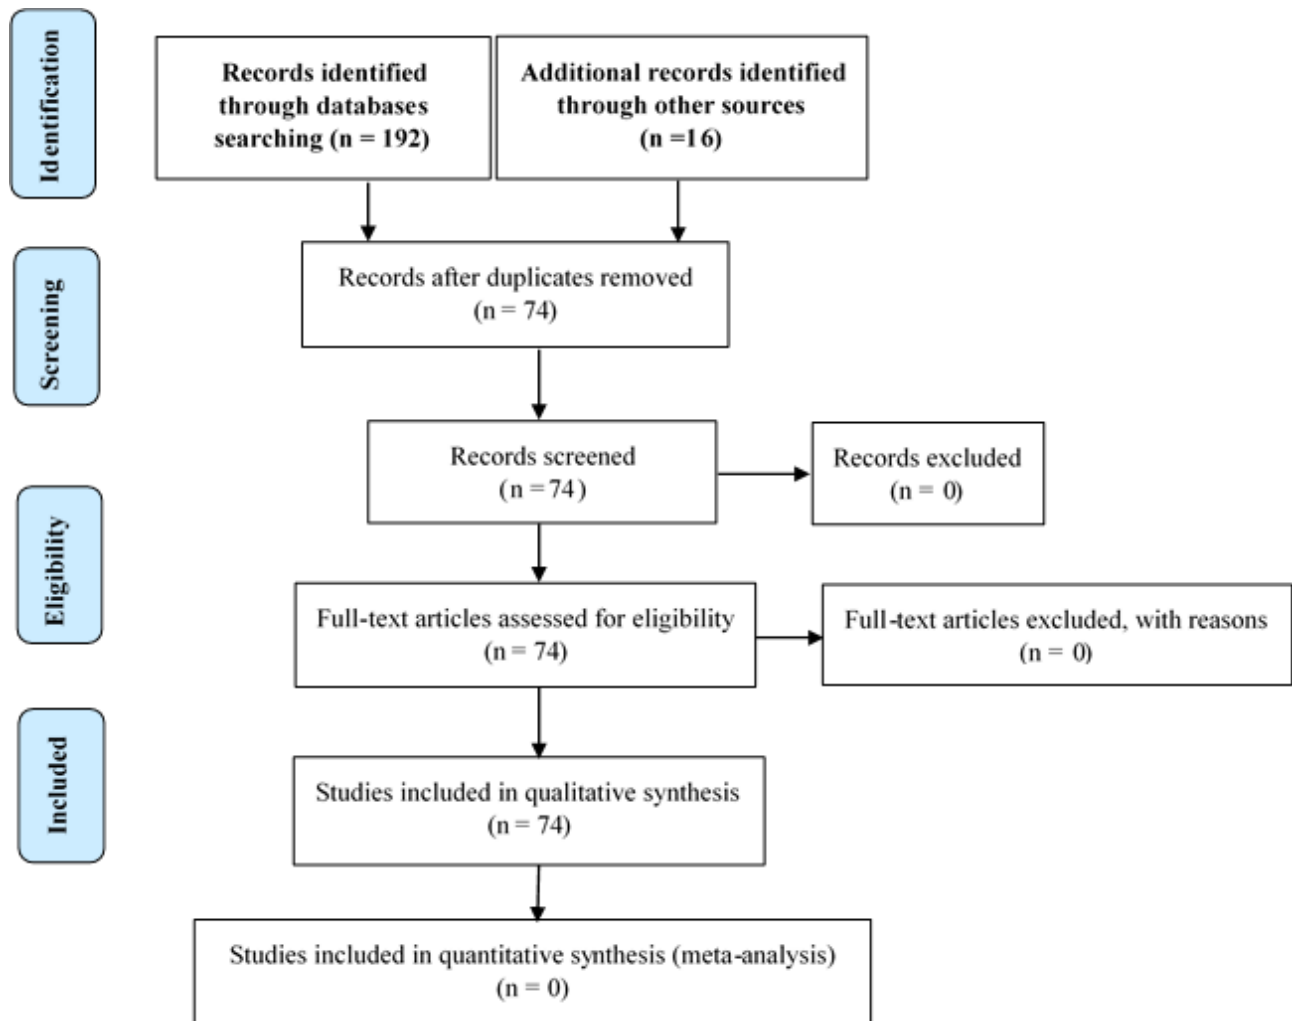 Identification
Records identified
through databases
searching (n = 192)
Additional records identified
through other sources
(n =16)
Screening
Records after duplicates removed
(n = 74)
Records screened
(n = 74)
Records excluded
(n = 0)
Eligibility
Full-text articles assessed for eligibility
(n = 74)
Full-text articles excluded, with reasons
(n = 0)
Included
Studies included in qualitative synthesis
(n = 74)
Studies included in quantitative synthesis (meta-analysis)
(n = 0)